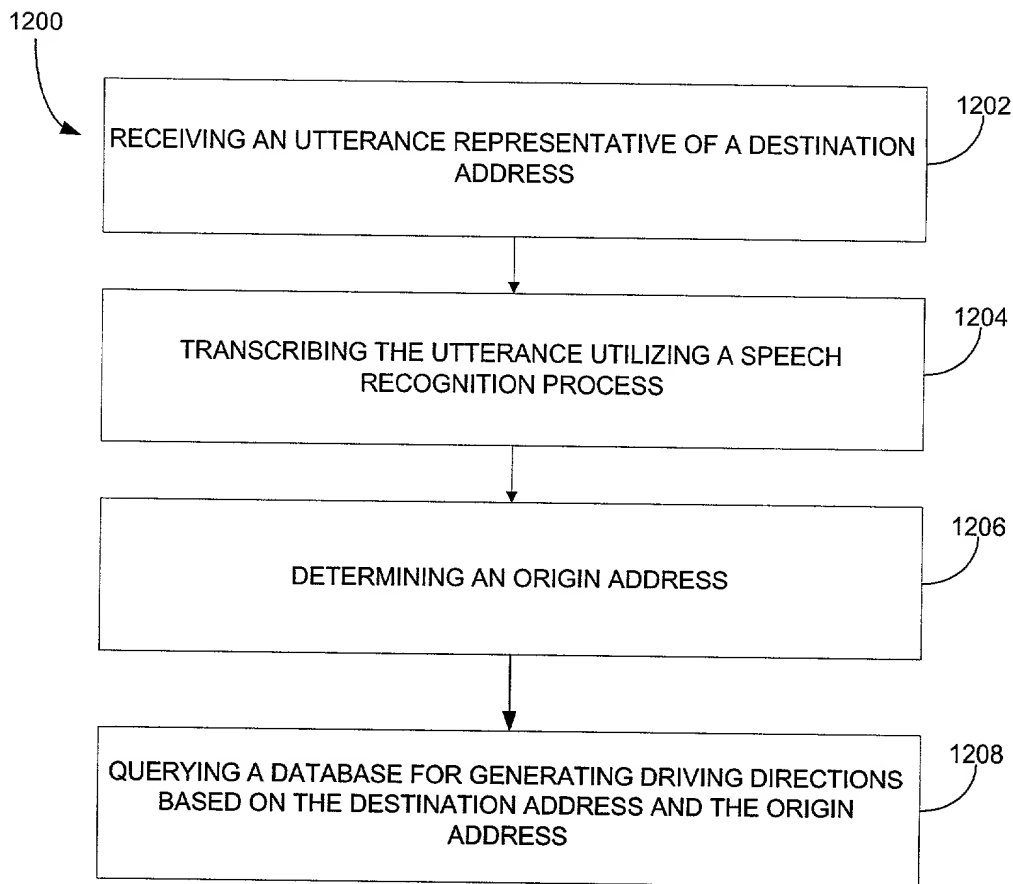 1200
1202
RECEIVING AN UTTERANCE REPRESENTATIVE OF A DESTINATION
ADDRESS
1204
TRANSCRIBING THE UTTERANCE UTILIZING A SPEECH
RECOGNITION PROCESS
1206
DETERMINING AN ORIGIN ADDRESS
1208
QUERYING A DATABASE FOR GENERATING DRIVING DIRECTIONS
BASED ON THE DESTINATION ADDRESS AND THE ORIGIN
ADDRESS